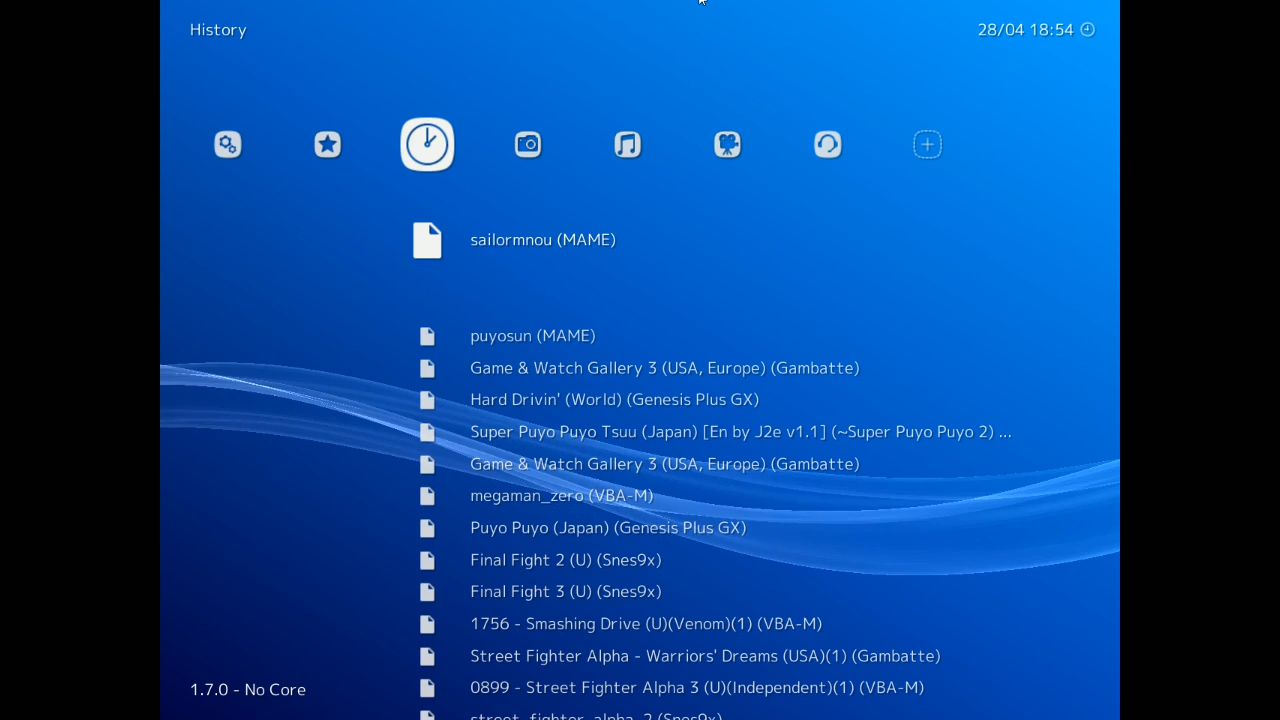 History
28/04 18:54
sailormnou (MAME)
puyosun (MAME)
Game & Watch Gallery 3 (USA, Europe) (Gambatte)
Hard Drivin' (World) (Genesis Plus GX)
Super Puyo Puyo Tsuu (Japan) [En by J2e v1.1] (~Super Puyo Puyo 2) ...
Game & Watch Gallery 3 (USA, Europe) (Gambatte)
megaman_zero (VBA-M)
Puyo Puyo (Japan) (Genesis Plus GX)
Final Fight 2 (U) (Snes9x)
Final Fight 3 (U) (Snes9x)
1756 - Smashing Drive (U)(Venom)(1) (VBA-M)
Street Fighter Alpha - Warriors' Dreams (USA)(1) (Gambatte)
0899 - Street Fighter Alpha 3 (U)(Independent)(1) (VBA-M)
street_fighter_alpha_2 (Snes9x)
1.7.0 - No Core